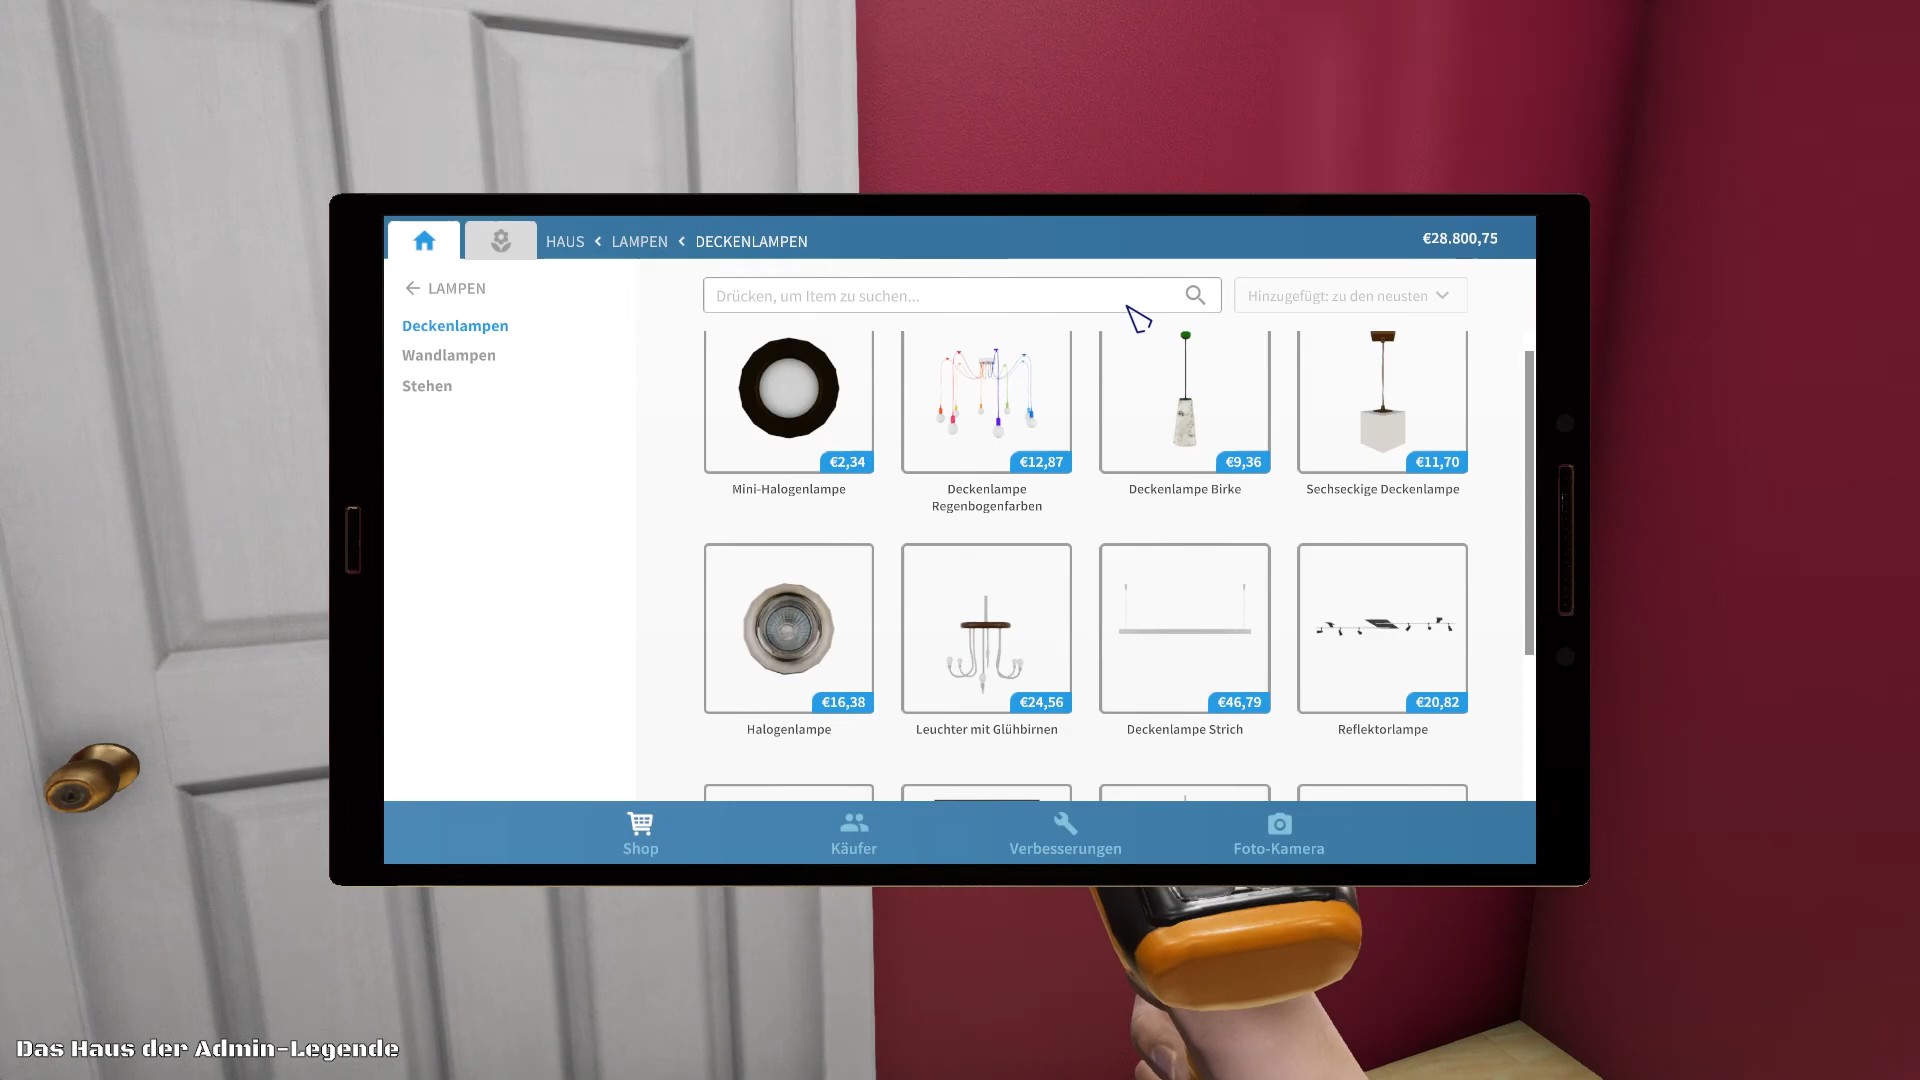 HAUS < LAMPEN < DECKENLAMPEN
€28.800,75
LAMPEN
Deckenlampen
Wandlampen
Stehen
Drücken, um Item zu suchen...
Hinzugefügt: zu den neusten
€2,34
€12,87
€9,36
€11,70
Mini-Halogenlampe
Deckenlampe
Regenbogenfarben
Deckenlampe Birke
Sechseckige Deckenlampe
€16,38
€24,56
€46,79
€20,82
Halogenlampe
Leuchter mit Glühbirnen
Deckenlampe Strich
Reflektorlampe
Shop
Käufer
Verbesserungen
Foto-Kamera
Das Haus der Admin-Legende